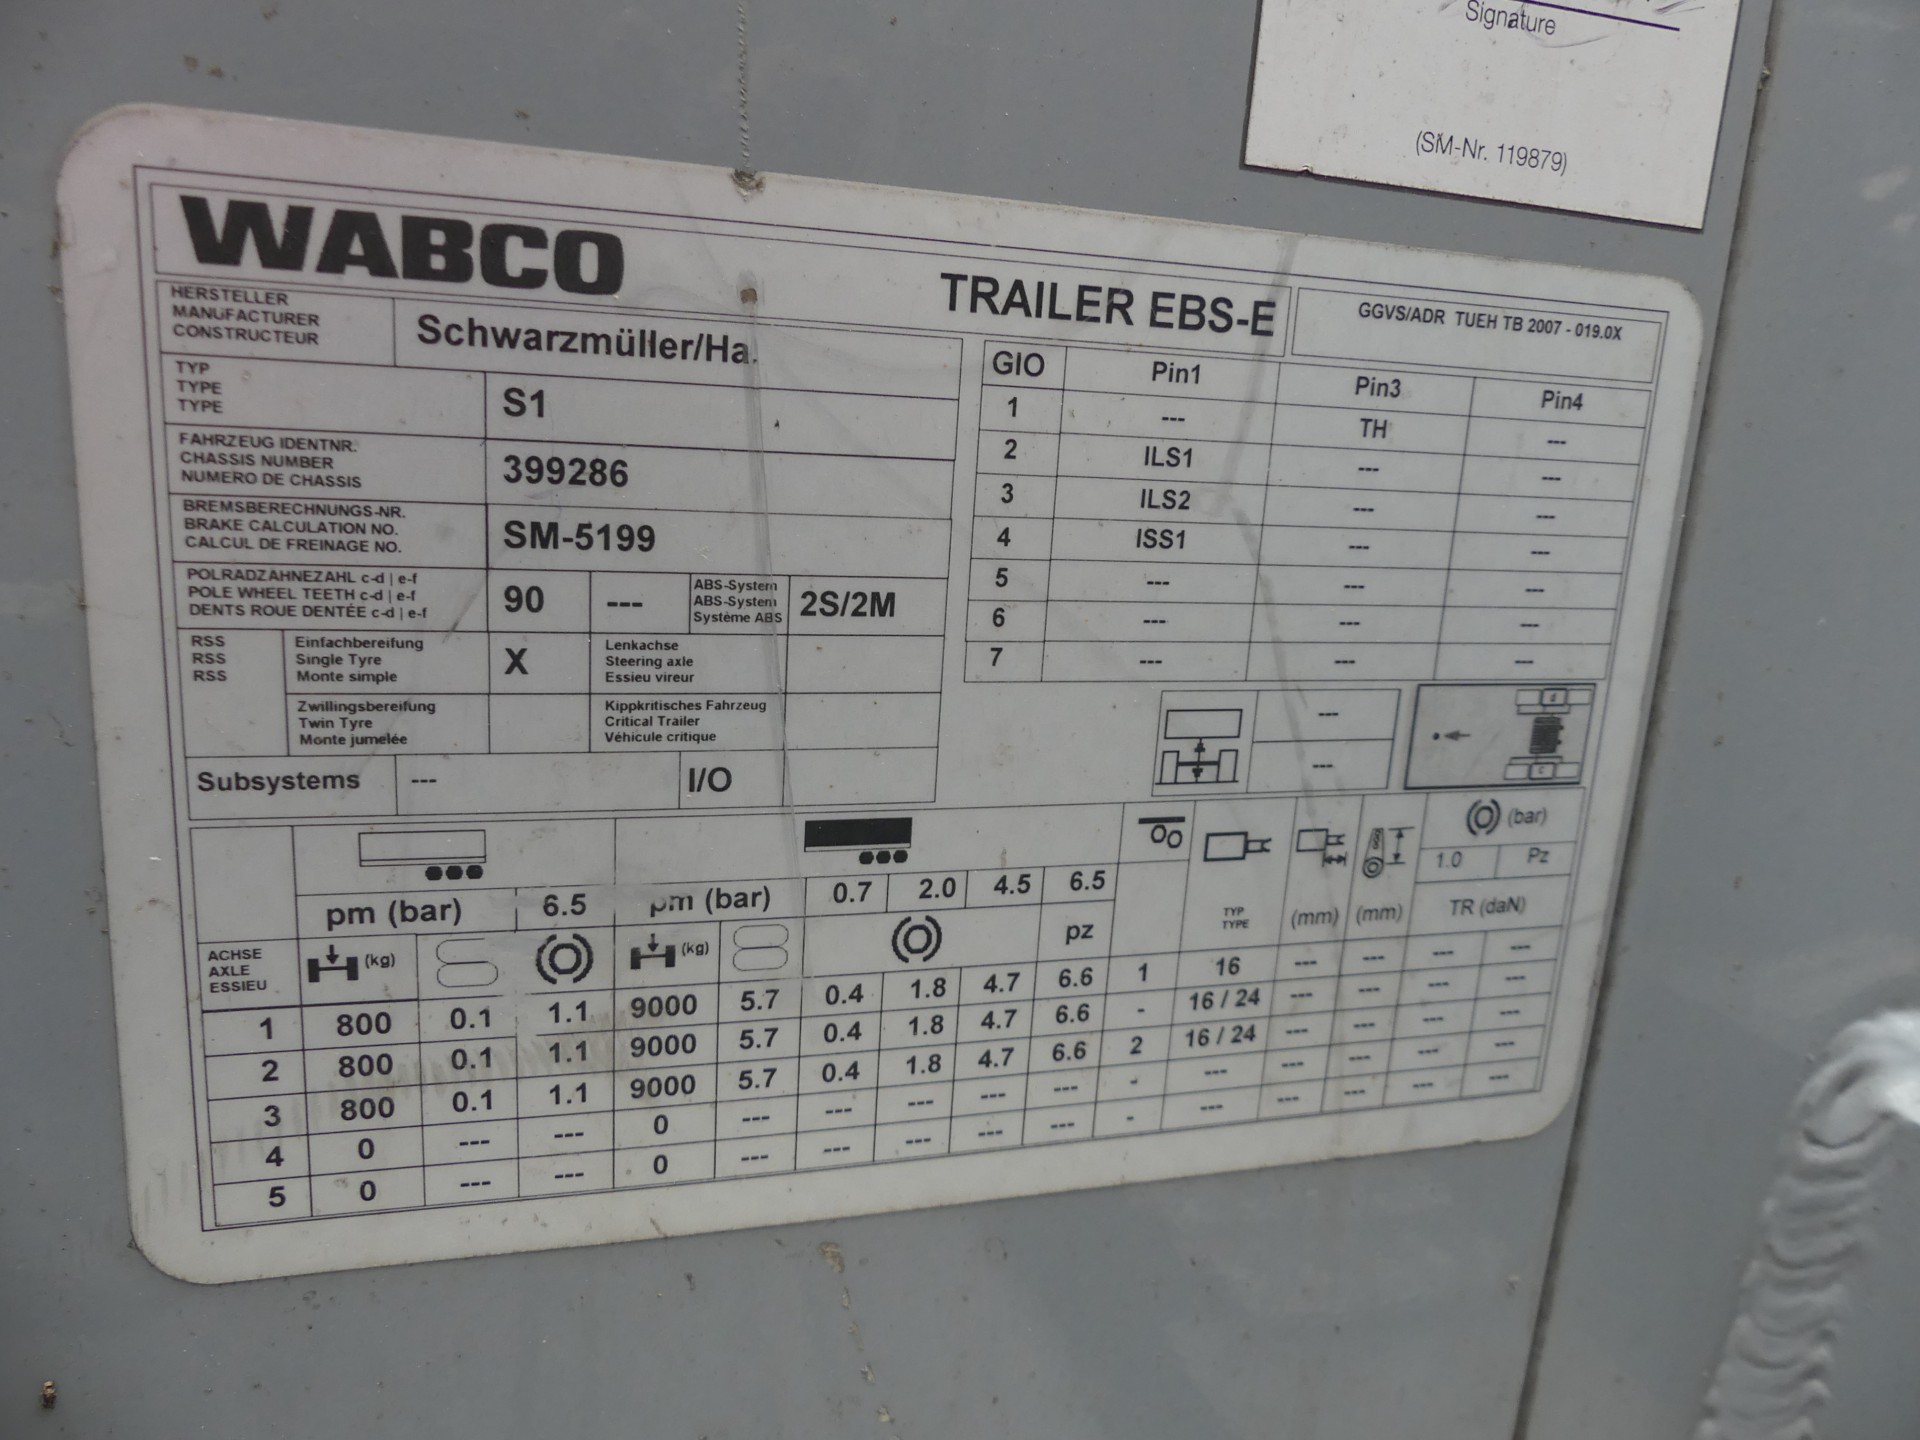 Signature
(SM-Nr. 119879)
WABCO
TRAILER EBS-E
GGVS/ADR TUEH TB 2007 - 019.0X
HERSTELLER
MANUFACTURER
CONSTRUCTEUR
Schwarzmüller/Ha.
TYP
TYPE
TYPE
S1
FAHRZEUG IDENTNR.
CHASSIS NUMBER
NUMERO DE CHASSIS
399286
BREMSBERECHNUNGS-NR.
BRAKE CALCULATION NO.
CALCUL DE FREINAGE NO.
SM-5199
POLRADZAHNEZAHL c-d | e-f
POLE WHEEL TEETH c-d | e-f
DENTS ROUE DENTÉE c-d | e-f
90 ---
ABS-System
ABS-System
Système ABS
2S/2M
RSS
RSS
RSS
Einfachbereifung
Single Tyre
Monte simple
X
Lenkachse
Steering axle
Essieu vireur
Zwillingsbereifung
Twin Tyre
Monte jumelée
Kippkritisches Fahrzeug
Critical Trailer
Véhicule critique
Subsystems --- I/O
GIO Pin1 Pin3 Pin4
1 --- TH ---
2 ILS1 --- ---
3 ILS2 --- ---
4 ISS1 --- ---
5 --- --- ---
6 --- --- ---
7 --- --- ---
---
---
d
c
pm (bar) 6.5 pm (bar) 0.7 2.0 4.5 6.5
(bar)
1.0 Pz
TYP
TYPE
(mm) (mm) TR (daN)
ACHSE
AXLE
ESSIEU
(kg) (kg) pz
1 800 0.1 1.1 9000 5.7 0.4 1.8 4.7 6.6 1 16 --- --- --- ---
2 800 0.1 1.1 9000 5.7 0.4 1.8 4.7 6.6 - 16 / 24 --- --- --- ---
3 800 0.1 1.1 9000 5.7 0.4 1.8 4.7 6.6 2 16 / 24 --- --- --- ---
4 0 --- --- 0 --- --- --- --- --- - --- --- --- --- ---
5 0 --- --- 0 --- --- --- --- --- - --- --- --- --- ---